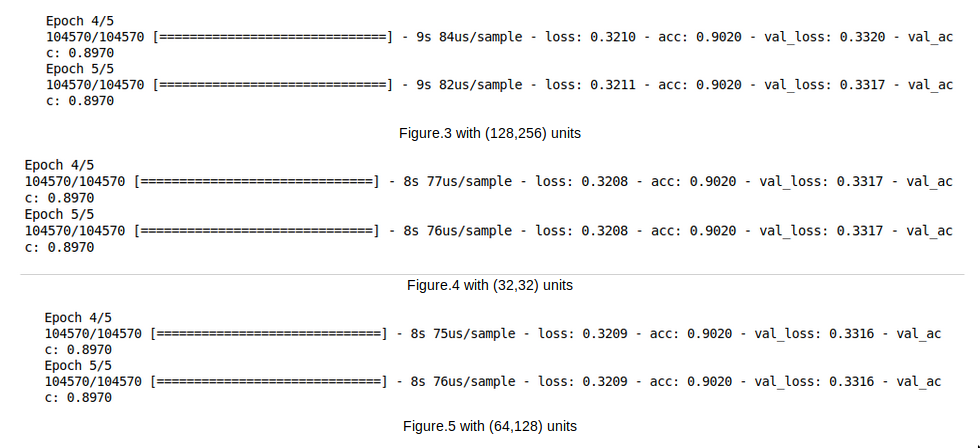 Epoch 4/5
104570/104570 [==============================] - 9s 84us/sample - loss: 0.3210 - acc: 0.9020 - val_loss: 0.3320 - val_ac
c: 0.8970
Epoch 5/5
104570/104570 [==============================] - 9s 82us/sample - loss: 0.3211 - acc: 0.9020 - val_loss: 0.3317 - val_ac
c: 0.8970
Figure.3 with (128,256) units
Epoch 4/5
104570/104570 [==============================] - 8s 77us/sample - loss: 0.3208 - acc: 0.9020 - val_loss: 0.3317 - val_ac
c: 0.8970
Epoch 5/5
104570/104570 [==============================] - 8s 76us/sample - loss: 0.3208 - acc: 0.9020 - val_loss: 0.3317 - val_ac
c: 0.8970
Figure.4 with (32,32) units
Epoch 4/5
104570/104570 [==============================] - 8s 75us/sample - loss: 0.3209 - acc: 0.9020 - val_loss: 0.3316 - val_ac
c: 0.8970
Epoch 5/5
104570/104570 [==============================] - 8s 76us/sample - loss: 0.3209 - acc: 0.9020 - val_loss: 0.3316 - val_ac
c: 0.8970
Figure.5 with (64,128) units